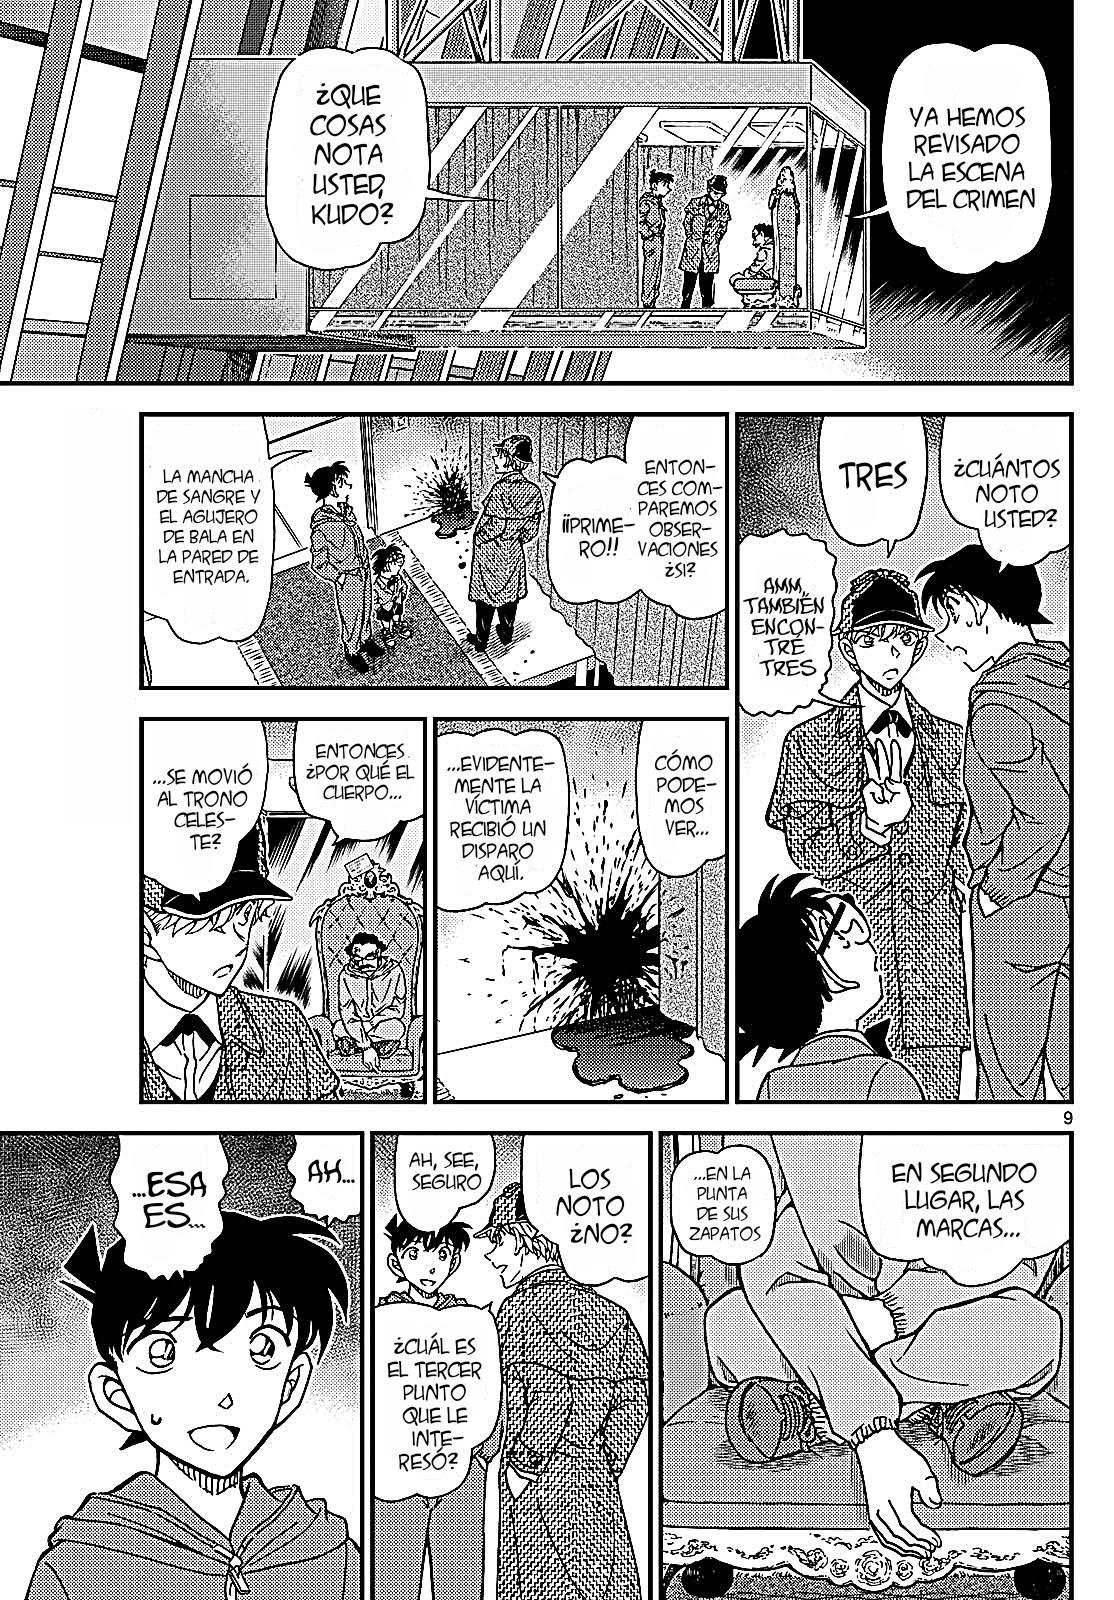 YA HEMOS
REVISADO
LA ESCENA
DEL CRIMEN
¿QUE
COSAS
NOTA
USTED,
KUDO?
¿CUÁNTOS
NOTO
USTED?
TRES
AMM,
TAMBIÉN
ENCON-
TRÉ
TRES
ENTON-
CES COM-
PAREMOS
OBSER-
VACIONES
¿SI?
¡¡PRIME-
RO!!
LA MANCHA
DE SANGRE Y
EL AGUJERO
DE BALA EN
LA PARED DE
ENTRADA.
CÓMO
PODE-
MOS
VER...
...EVIDENTE-
MENTE LA
VÍCTIMA
RECIBIÓ UN
DISPARO
AQUÍ.
ENTONCES
¿POR QUÉ EL
CUERPO...
...SE MOVIÓ
AL TRONO
CELES-
TE?
9
EN SEGUNDO
LUGAR, LAS
MARCAS...
...EN LA
PUNTA
DE SUS
ZAPATOS
LOS
NOTO
¿NO?
AH, SEE,
SEGURO
¿CUÁL ES
EL TERCER
PUNTO
QUE LE
INTE-
RESÓ?
AH...
...ESA
ES...